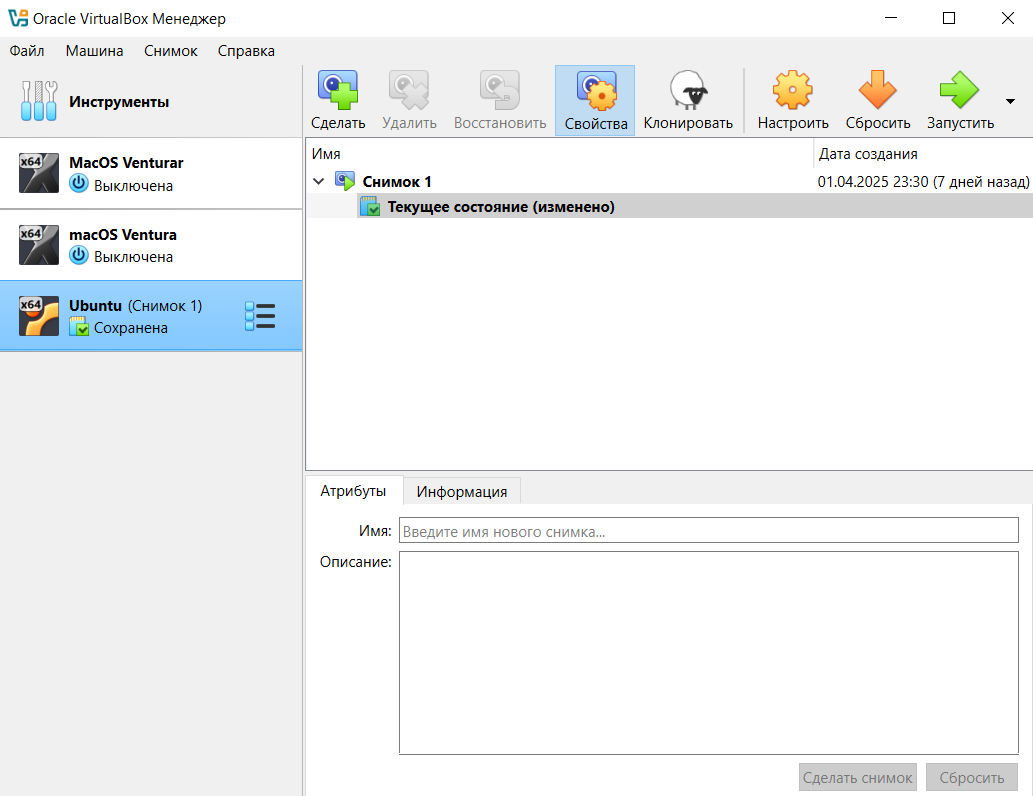 Oracle VirtualBox Менеджер
Файл Машина Снимок Справка
Инструменты
Сделать Удалить Восстановить Свойства Клонировать Настроить Сбросить Запустить
x64 MacOS Venturar
Выключена
x64 macOS Ventura
Выключена
x64 Ubuntu (Снимок 1)
Сохранена
Имя Дата создания
Снимок 1 01.04.2025 23:30 (7 дней назад)
Текущее состояние (изменено)
Атрибуты Информация
Имя: Введите имя нового снимка...
Описание:
Сделать снимок Сбросить